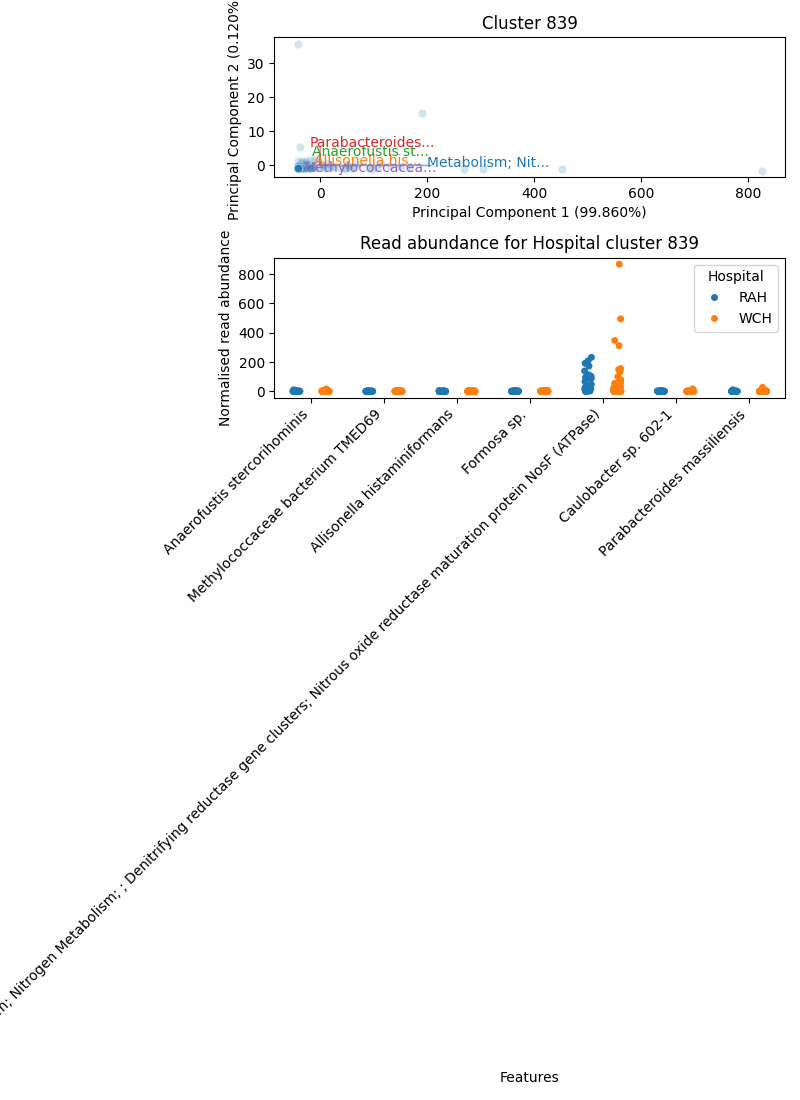 Cluster 839
Principal Component 2 (0.120%
30
20
10
0
Parabacteroides...
Anaerofustis st...
Allisonella his...
Metabolism; Nit...
Methylococcacea...
0 200 400 600 800
Principal Component 1 (99.860%)
Read abundance for Hospital cluster 839
Normalised read abundance
800
600
400
200
0
Hospital
RAH
WCH
Anaerofustis stercorihominis
Methylococcaceae bacterium TMED69
Allisonella histaminiformans
Formosa sp.
; Nitrogen Metabolism; ; Denitrifying reductase gene clusters; Nitrous oxide reductase maturation protein NosF (ATPase)
Caulobacter sp. 602-1
Parabacteroides massiliensis
Features